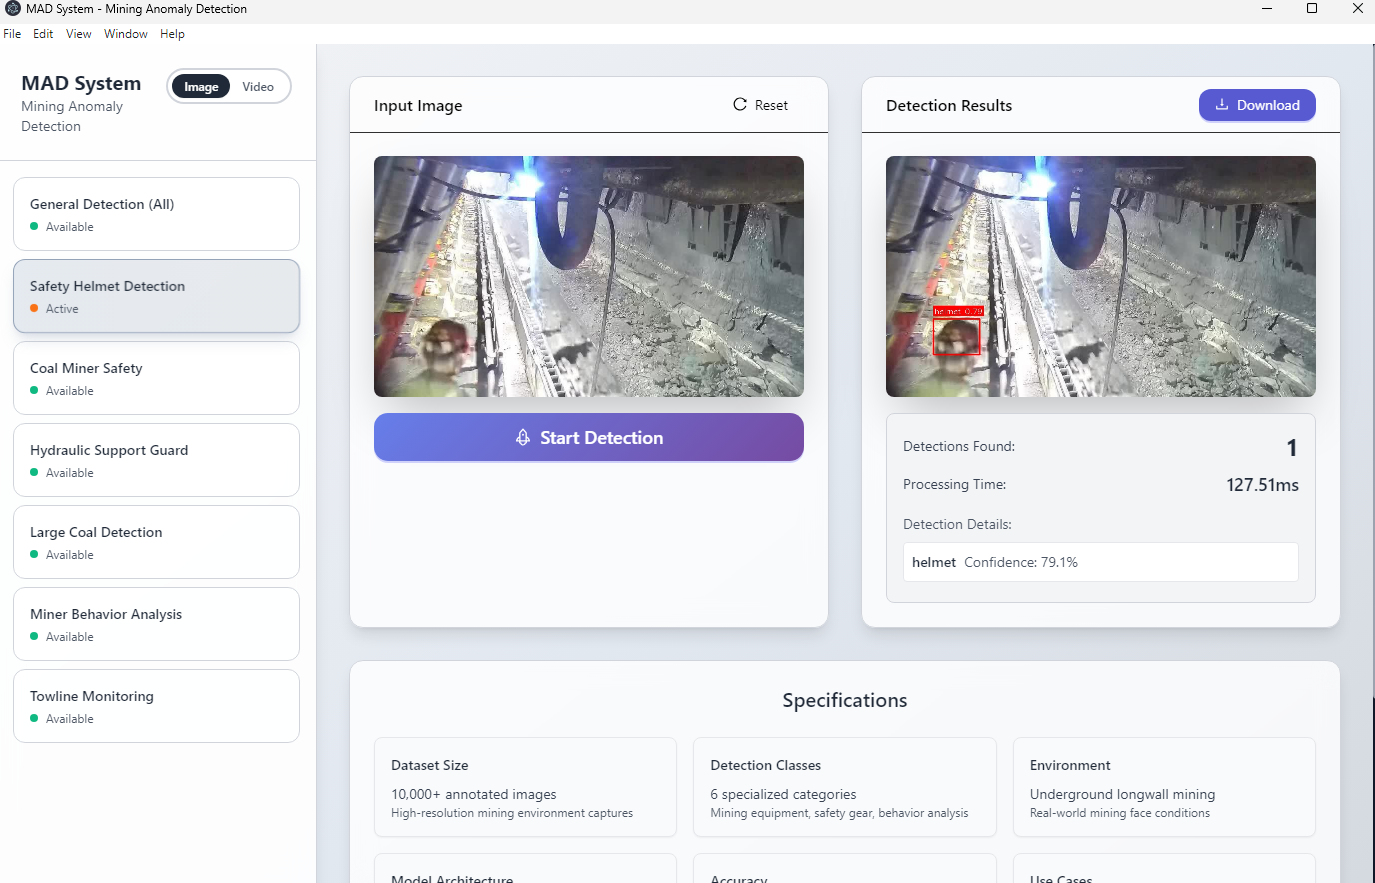 MAD System - Mining Anomaly Detection
File Edit View Window Help
MAD System
Mining Anomaly
Detection
Image Video
General Detection (All)
Available
Safety Helmet Detection
Active
Coal Miner Safety
Available
Hydraulic Support Guard
Available
Large Coal Detection
Available
Miner Behavior Analysis
Available
Towline Monitoring
Available
Input Image
Reset
Start Detection
Detection Results
Download
helmet 0.79
Detections Found: 1
Processing Time: 127.51ms
Detection Details:
helmet Confidence: 79.1%
Specifications
Dataset Size
10,000+ annotated images
High-resolution mining environment captures
Detection Classes
6 specialized categories
Mining equipment, safety gear, behavior analysis
Environment
Underground longwall mining
Real-world mining face conditions
Model Architecture
Accuracy
Use Cases